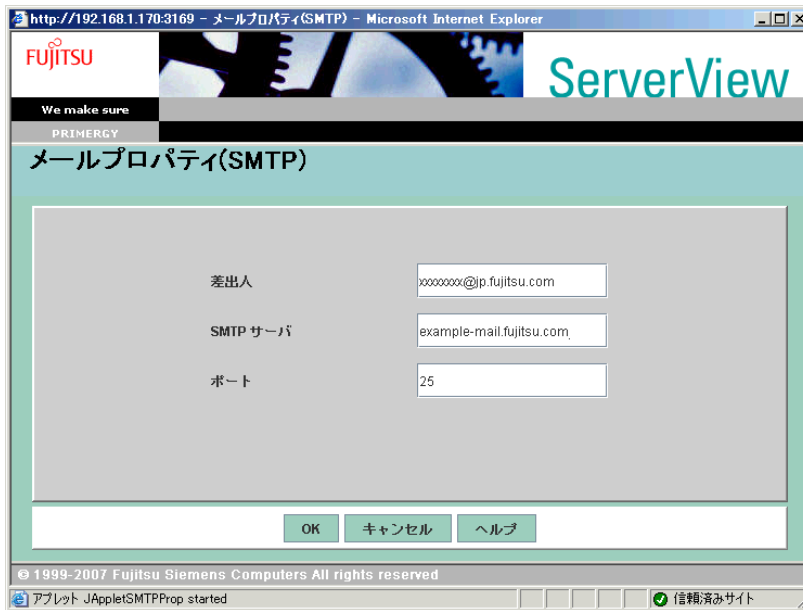 http://192.168.1.170:3169 - メールプロパティ(SMTP) - Microsoft Internet Explorer
FUJITSU
ServerView
We make sure
PRIMERGY
メールプロパティ(SMTP)
差出人
xxxxxxx@jp.fujitsu.com
SMTP サーバ
example-mail.fujitsu.com
ポート
25
OK キャンセル ヘルプ
© 1999-2007 Fujitsu Siemens Computers All rights reserved
アプレット JAppletSMTPProp started 信頼済みサイト